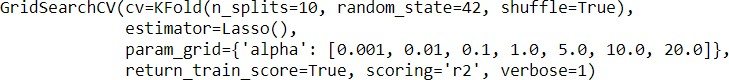 GridSearchCV(cv=KFold(n_splits=10, random_state=42, shuffle=True),
estimator=Lasso(),
param_grid={'alpha': [0.001, 0.01, 0.1, 1.0, 5.0, 10.0, 20.0]},
return_train_score=True, scoring='r2', verbose=1)